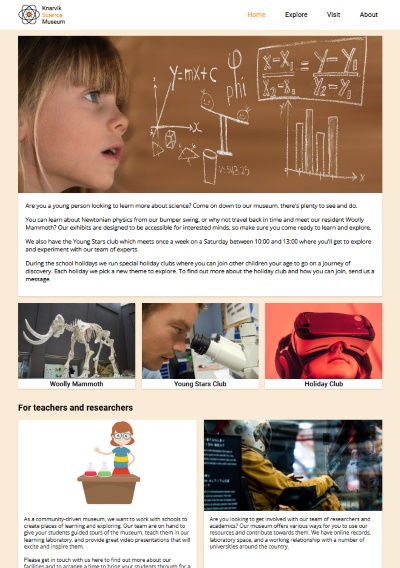 Knarvik
Science
Museum
Home
Explore
Visit
About
y=mx+c
φ
phi
Are you a young person looking to learn more about science? Come on down to our museum, there's plenty to see and do.
You can learn about Newtonian physics from our bumper swing, or why not travel back in time and meet our resident Woolly
Mammoth? Our exhibits are designed to be accessible for interested minds, so make sure you come ready to learn and explore.
We also have the Young Stars club which meets once a week on a Saturday between 10:00 and 13:00 where you'll get to explore
and experiment with our team of experts.
During the school holidays we run special holiday clubs where you can join other children your age to go on a journey of
discovery. Each holiday we pick a new theme to explore. To find out more about the holiday club and how you can join, send us a
message.
Woolly Mammoth
Young Stars Club
Holiday Club
For teachers and researchers
As a community-driven museum, we want to work with schools to
create places of learning and exploring. Our team are on hand to
give your students guided tours of the museum, teach them in our
learning laboratory, and provide great video presentations that will
excite and inspire them.
Please get in touch with us here to find out more about our
facilities and to arrange a time to bring your students through for a
Are you looking to get involved with our team of researchers and
academics? Our museum offers various ways for you to use our
resources and contribute towards them. We have online records,
laboratory space, and a working relationship with a number of
universities around the country.